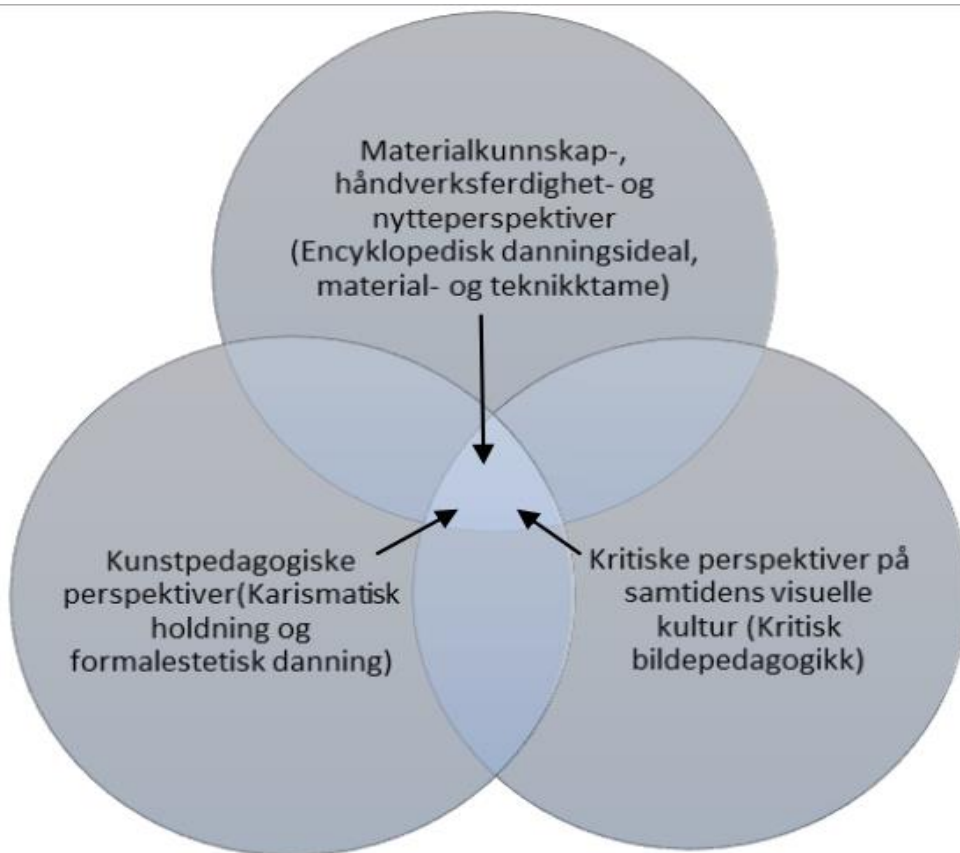 Materialkunnskap-,
håndverksferdighet- og
nytteperspektiver
(Encyklopedisk danningsideal,
material- og teknikktame)
Kunstpedagogiske
perspektiver(Karismatisk
holdning og
formalestetisk danning)
Kritiske perspektiver på
samtidens visuelle
kultur (Kritisk
bildepedagogikk)